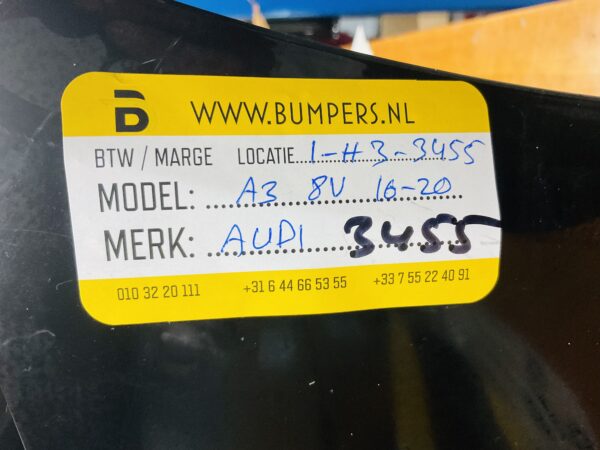 WWW.BUMPERS.NL
BTW / MARGE LOCATIE 1-H3-3455
MODEL: A3 8V 16-20
MERK: AUDI 3455
010 32 20 111 +31 6 44 66 53 55 +33 7 55 22 40 91